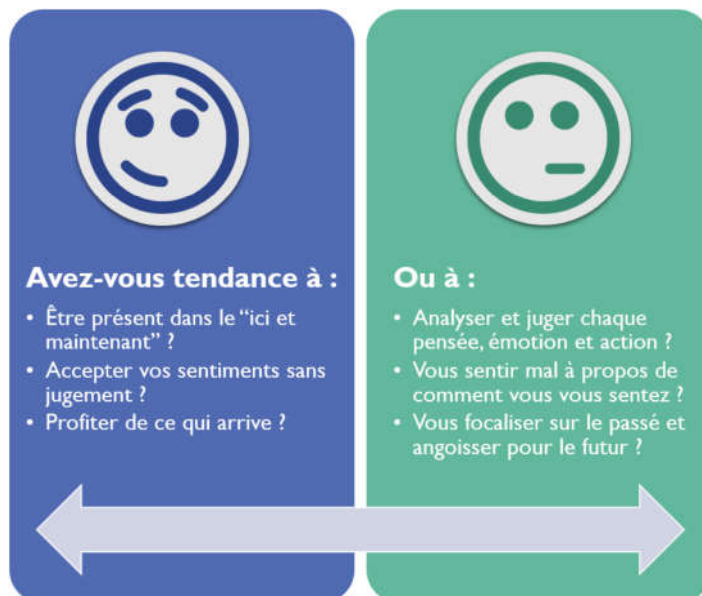 Avez-vous tendance à :
• Être présent dans le “ici et
maintenant” ?
• Accepter vos sentiments sans
jugement ?
• Profiter de ce qui arrive ?
Ou à :
• Analyser et juger chaque
pensée, émotion et action ?
• Vous sentir mal à propos de
comment vous vous sentez ?
• Vous focaliser sur le passé et
angoisser pour le futur ?